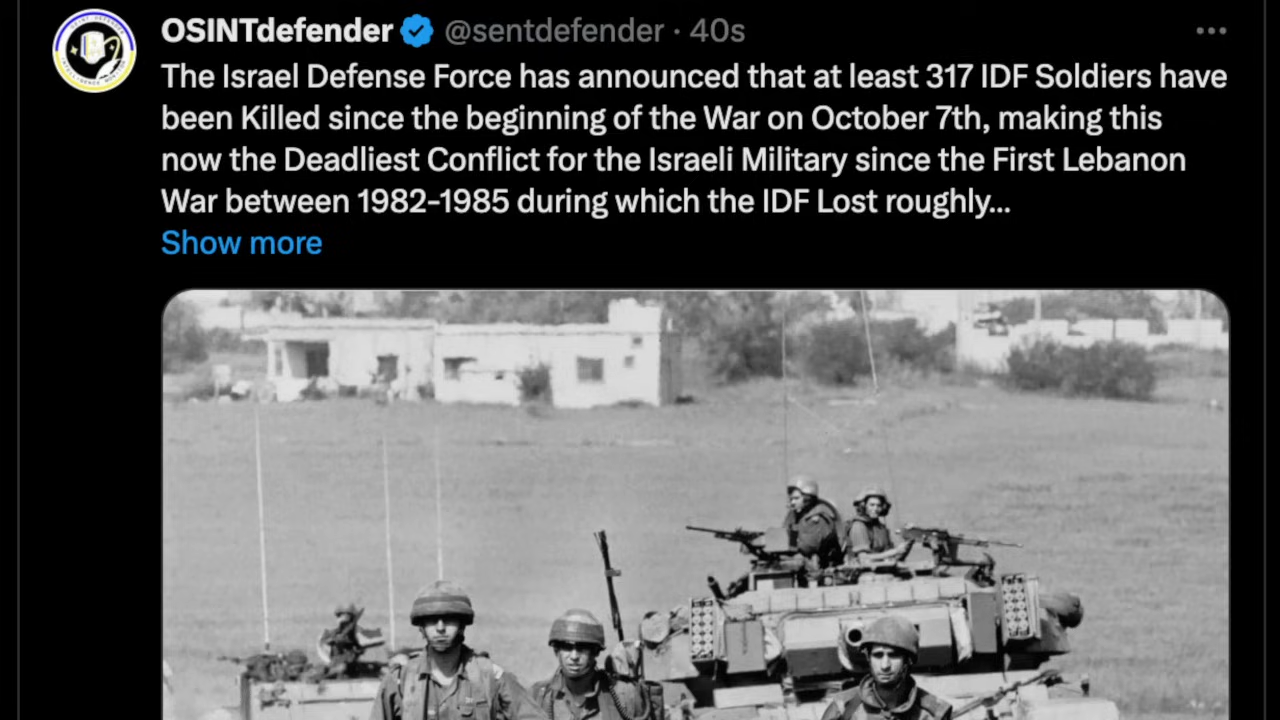 OSINTdefender @sentdefender · 40s
The Israel Defense Force has announced that at least 317 IDF Soldiers have
been Killed since the beginning of the War on October 7th, making this
now the Deadliest Conflict for the Israeli Military since the First Lebanon
War between 1982-1985 during which the IDF Lost roughly...
Show more